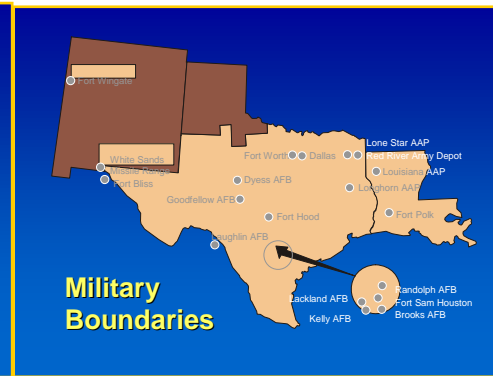 Fort Wingate
Lone Star AAP
Fort Worth Dallas Red River Army Depot
White Sands
Missile Range
Fort Bliss
Louisiana AAP
Dyess AFB
Longhorn AAP
Goodfellow AFB
Fort Hood
Fort Polk
Laughlin AFB
Military
Boundaries
Randolph AFB
Lackland AFB
Fort Sam Houston
Kelly AFB
Brooks AFB